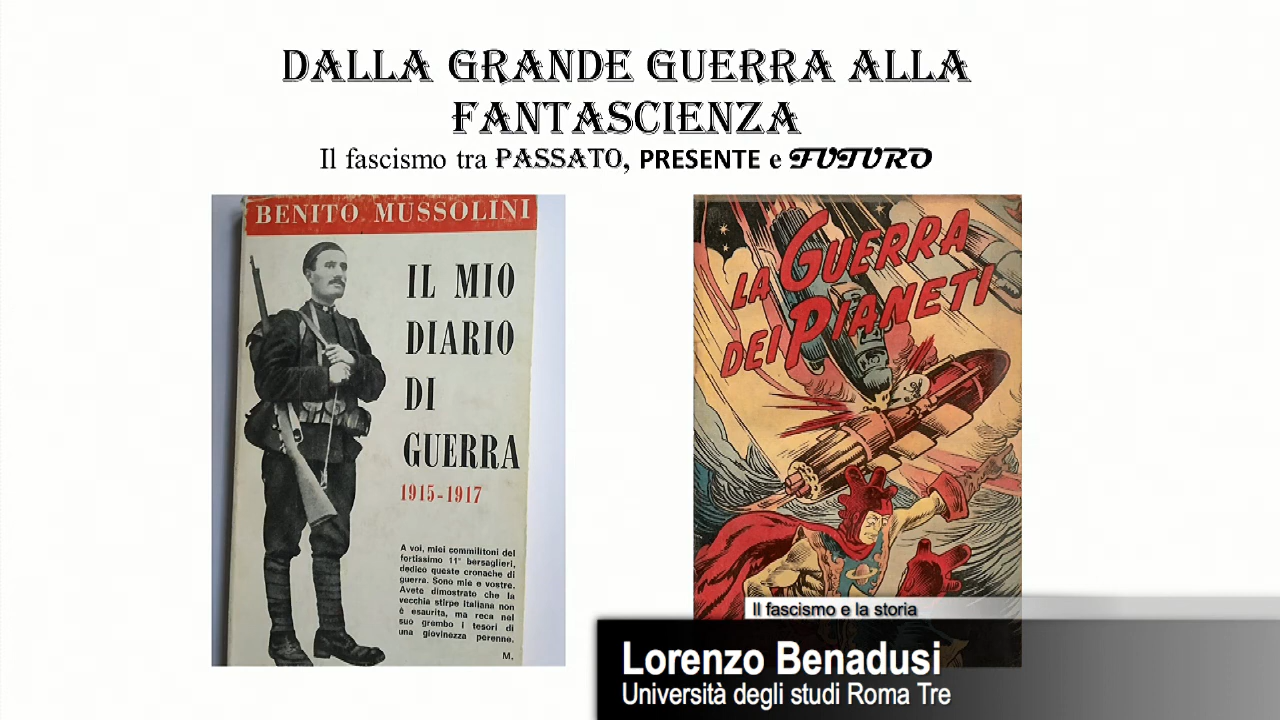 DALLA GRANDE GUERRA ALLA
FANTASCIENZA
Il fascismo tra PASSATO, PRESENTE e FUTURO
BENITO MUSSOLINI
IL MIO
DIARIO
DI
GUERRA
1915-1917
A voi, miei commilitoni del
fortissimo 11° bersaglieri,
dedico queste cronache di
guerra. Sono mie e vostre.
Avete dimostrato che la
vecchia stirpe italiana non
è esaurita, ma reca nel
suo grembo i tesori di
una giovinezza perenne.
M.
LA GUERRA
DEI PIANETI
Il fascismo e la storia
Lorenzo Benadusi
Università degli studi Roma Tre